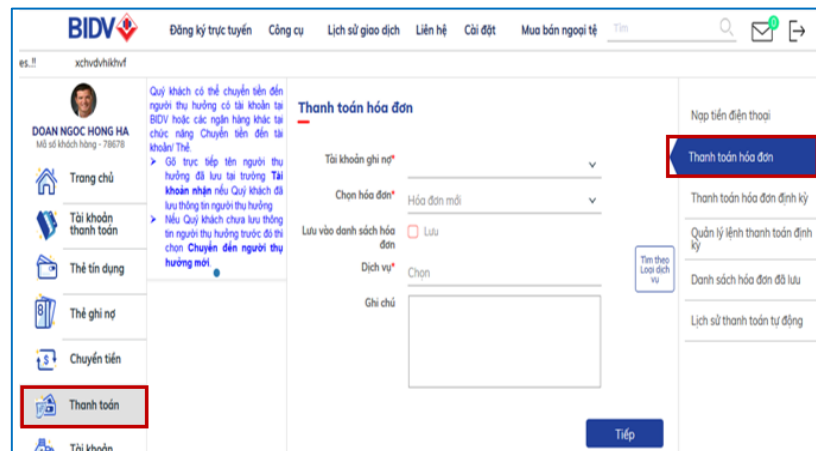 BIDV
Đăng ký trực tuyến Công cụ Lịch sử giao dịch Liên hệ Cài đặt Mua bán ngoại tệ Tìm 0
es..!! xchvdvhikhvf
DOAN NGOC HONG HA
Mã số khách hàng - 78678
Trang chủ
Tài khoản
thanh toán
Thẻ tín dụng
Thẻ ghi nợ
Chuyển tiền
Thanh toán
Tài khoản
Quý khách có thể chuyển tiền đến
người thụ hưởng có tài khoản tại
BIDV hoặc các ngân hàng khác tại
chức năng Chuyển tiền đến tài
khoản/ Thẻ.
➢ Gõ trực tiếp tên người thụ
hưởng đã lưu tại trường Tài
khoản nhận nếu Quý khách đã
lưu thông tin người thụ hưởng
➢ Nếu Quý khách chưa lưu thông
tin người thụ hưởng trước đó thì
chọn Chuyển đến người thụ
hưởng mới.
Thanh toán hóa đơn
Tài khoản ghi nợ*
Chọn hóa đơn* Hóa đơn mới
Lưu vào danh sách hóa
đơn
Lưu
Dịch vụ* Chọn
Tìm theo
Loại dịch
vụ
Ghi chú
Tiếp
Nạp tiền điện thoại
Thanh toán hóa đơn
Thanh toán hóa đơn định kỳ
Quản lý lệnh thanh toán định
kỳ
Danh sách hóa đơn đã lưu
Lịch sử thanh toán tự động